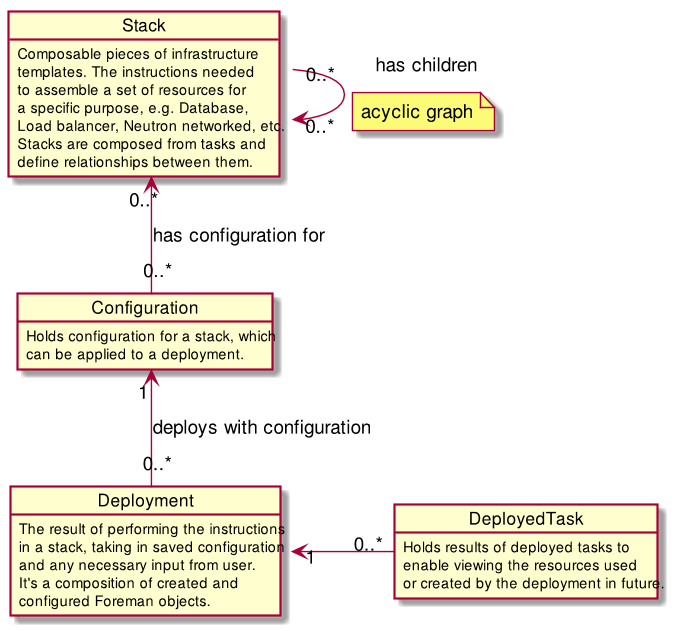 Stack
Composable pieces of infrastructure
templates. The instructions needed
to assemble a set of resources for
a specific purpose, e.g. Database,
Load balancer, Neutron networked, etc.
Stacks are composed from tasks and
define relationships between them.
0..*
has children
acyclic graph
0..*
0..*
has configuration for
0..*
Configuration
Holds configuration for a stack, which
can be applied to a deployment.
1
deploys with configuration
0..*
Deployment
The result of performing the instructions
in a stack, taking in saved configuration
and any necessary input from user.
It's a composition of created and
configured Foreman objects.
1
0..*
DeployedTask
Holds results of deployed tasks to
enable viewing the resources used
or created by the deployment in future.